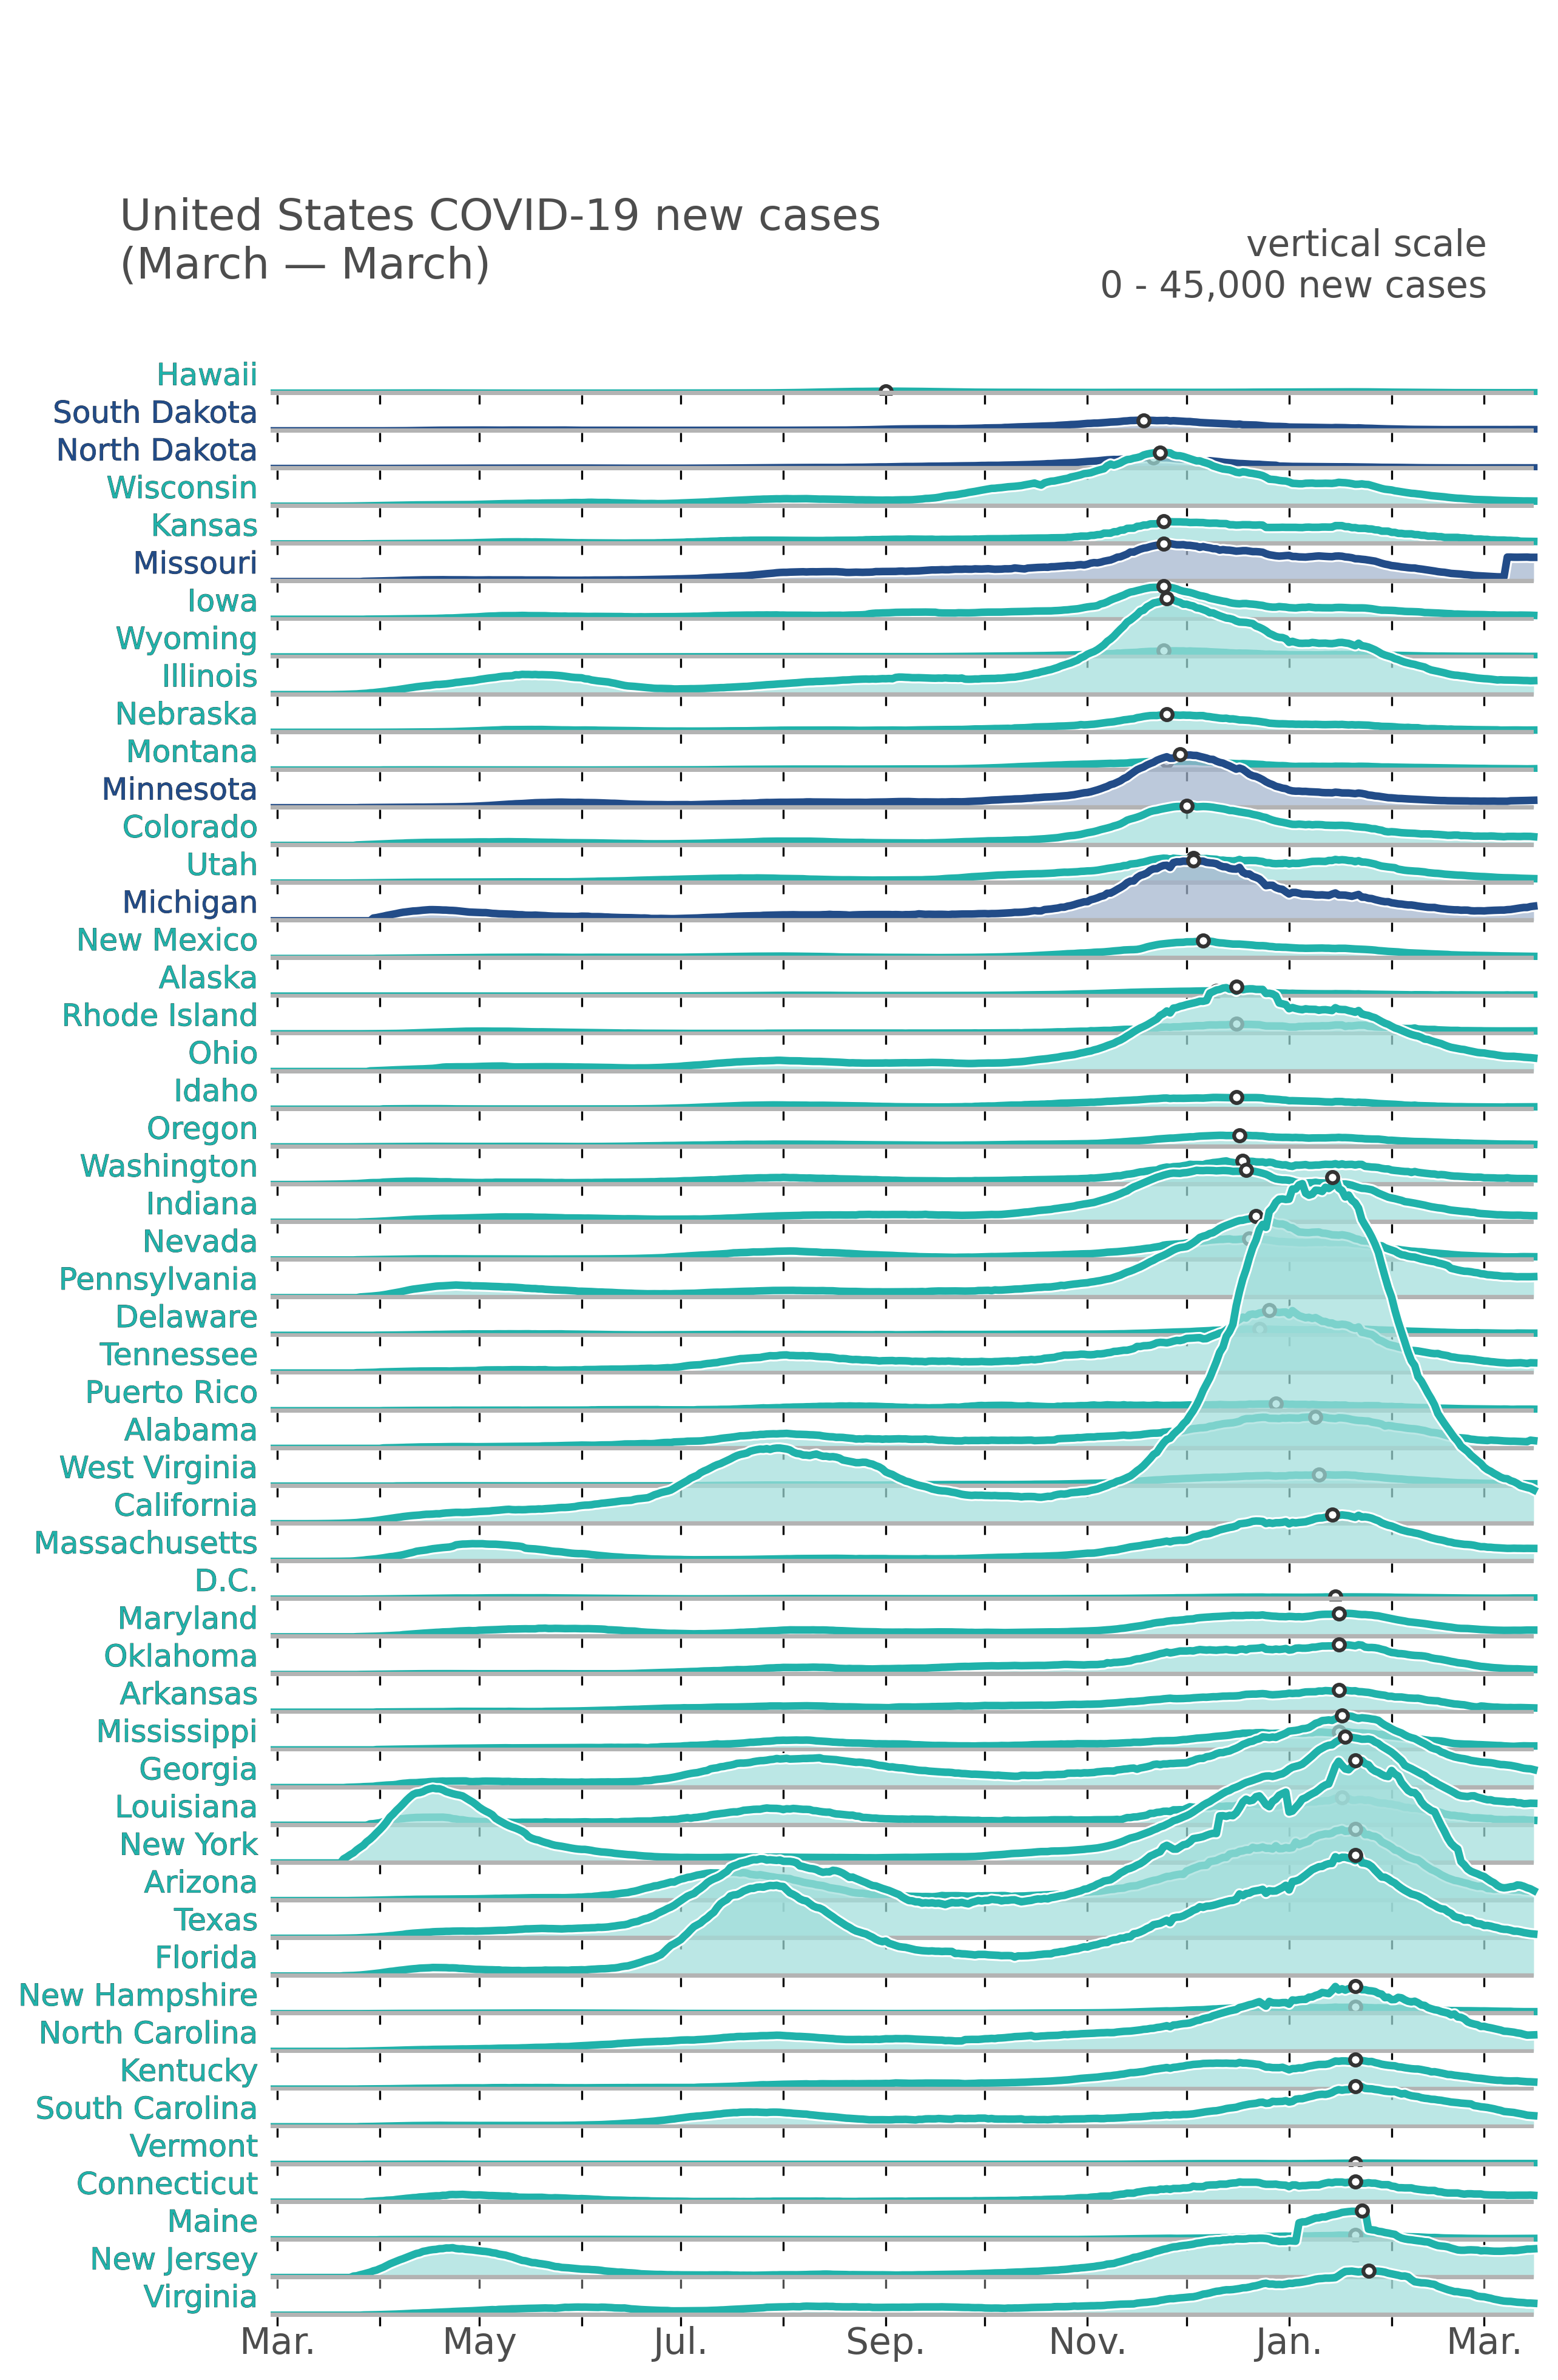 United States COVID-19 new cases
(March — March)
vertical scale
0 - 45,000 new cases
Hawaii
South Dakota
North Dakota
Wisconsin
Kansas
Missouri
Iowa
Wyoming
Illinois
Nebraska
Montana
Minnesota
Colorado
Utah
Michigan
New Mexico
Alaska
Rhode Island
Ohio
Idaho
Oregon
Washington
Indiana
Nevada
Pennsylvania
Delaware
Tennessee
Puerto Rico
Alabama
West Virginia
California
Massachusetts
D.C.
Maryland
Oklahoma
Arkansas
Mississippi
Georgia
Louisiana
New York
Arizona
Texas
Florida
New Hampshire
North Carolina
Kentucky
South Carolina
Vermont
Connecticut
Maine
New Jersey
Virginia
Mar. May Jul. Sep. Nov. Jan. Mar.